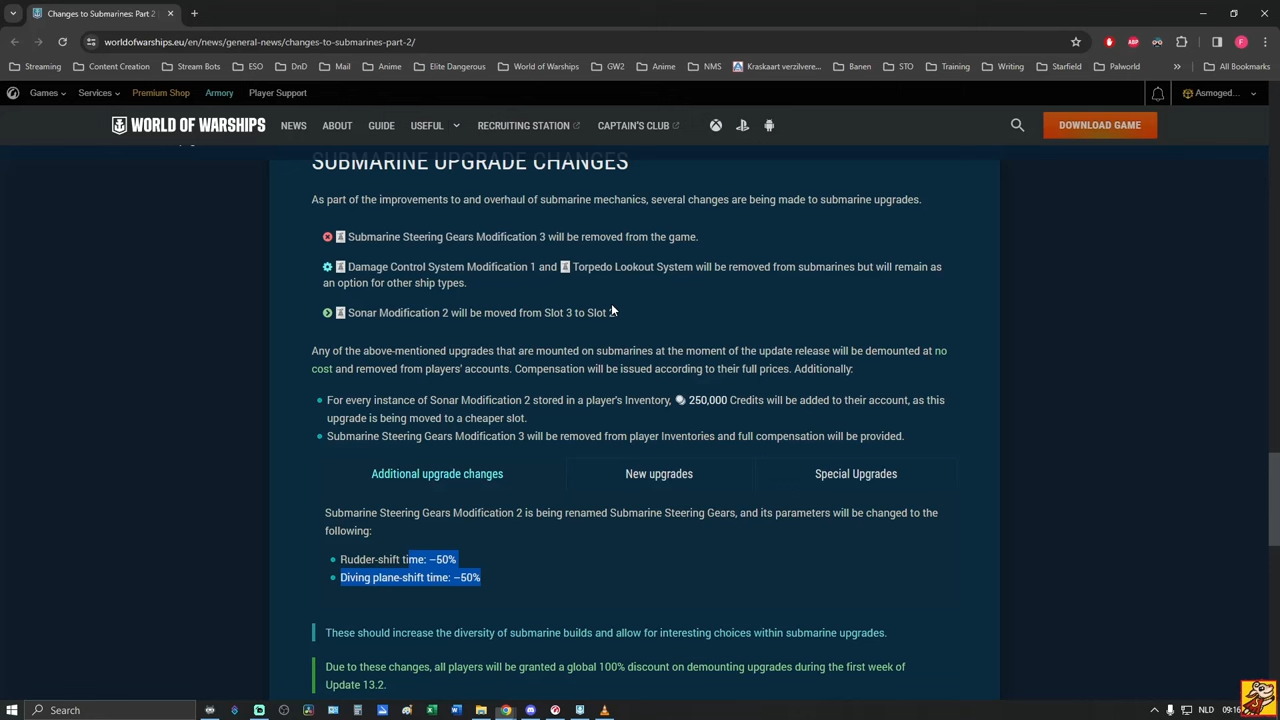 Changes to Submarines: Part 2
worldofwarships.eu/en/news/general-news/changes-to-submarines-part-2/
Streaming Content Creation Stream Bots ESO DnD Mail Anime Elite Dangerous World of Warships GW2 Anime NMS Kraskaart verzilvere... Banen STO Training Writing Starfield Palworld » All Bookmarks
Games Services Premium Shop Armory Player Support Asmoged...
WORLD OF WARSHIPS NEWS ABOUT GUIDE USEFUL RECRUITING STATION CAPTAIN'S CLUB DOWNLOAD GAME
SUBMARINE UPGRADE CHANGES
As part of the improvements to and overhaul of submarine mechanics, several changes are being made to submarine upgrades.
Submarine Steering Gears Modification 3 will be removed from the game.
Damage Control System Modification 1 and Torpedo Lookout System will be removed from submarines but will remain as
an option for other ship types.
Sonar Modification 2 will be moved from Slot 3 to Slot 2.
Any of the above-mentioned upgrades that are mounted on submarines at the moment of the update release will be demounted at no
cost and removed from players' accounts. Compensation will be issued according to their full prices. Additionally:
For every instance of Sonar Modification 2 stored in a player's Inventory, 250,000 Credits will be added to their account, as this
upgrade is being moved to a cheaper slot.
Submarine Steering Gears Modification 3 will be removed from player Inventories and full compensation will be provided.
Additional upgrade changes New upgrades Special Upgrades
Submarine Steering Gears Modification 2 is being renamed Submarine Steering Gears, and its parameters will be changed to the
following:
Rudder-shift time: –50%
Diving plane-shift time: –50%
These should increase the diversity of submarine builds and allow for interesting choices within submarine upgrades.
Due to these changes, all players will be granted a global 100% discount on demounting upgrades during the first week of
Update 13.2.
Search NLD 09:16